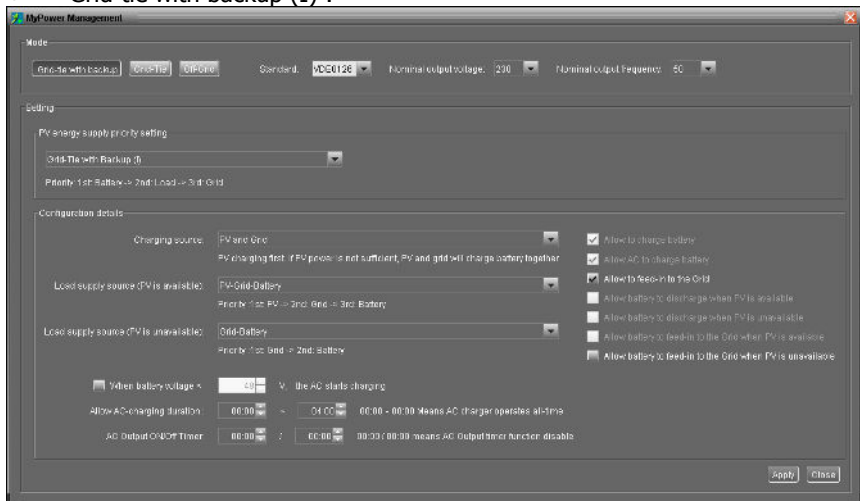 Grid-tie with backup (I) :
MyPower Management
Mode
Grid-tie with backup Grid-Tie Off-Grid Standard: VDE0126 Nominal output voltage: 230 Nominal output frequency: 50
Setting
PV energy supply priority setting
Grid-Tie with Backup (I)
Priority: 1st: Battery -> 2nd: Load -> 3rd: Grid
Configuration details
Charging source: PV and Grid
PV charging first. If PV power is not sufficient, PV and grid will charge battery together
Allow to charge battery
Allow AC to charge battery
Load supply source (PV is available): PV-Grid-Battery
Priority: 1st: PV -> 2nd: Grid -> 3rd: Battery
Allow to feed-in to the Grid
Allow battery to discharge when PV is available
Allow battery to discharge when PV is unavailable
Load supply source (PV is unavailable): Grid-Battery
Priority: 1st: Grid -> 2nd: Battery
Allow battery to feed-in to the Grid when PV is available
Allow battery to feed-in to the Grid when PV is unavailable
When battery voltage < 48 V, the AC starts charging
Allow AC-charging duration: 00:00 ~ 04:00 00:00 - 00:00 Means AC charger operates all-time
AC Output ON/Off Timer: 00:00 / 00:00 00:00 / 00:00 means AC Output timer function disable
Apply Close